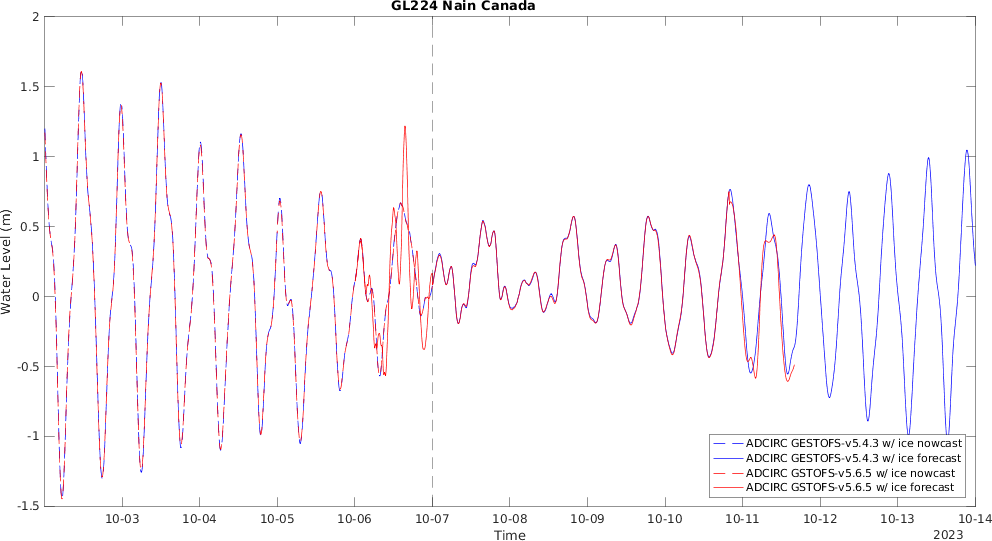 GL224 Nain Canada
2
1.5
1
0.5
0
-0.5
-1
-1.5
Water Level (m)
10-03 10-04 10-05 10-06 10-07 10-08 10-09 10-10 10-11 10-12 10-13 10-14
Time
2023
ADCIRC GESTOFS-v5.4.3 w/ ice nowcast
ADCIRC GESTOFS-v5.4.3 w/ ice forecast
ADCIRC GSTOFS-v5.6.5 w/ ice nowcast
ADCIRC GSTOFS-v5.6.5 w/ ice forecast